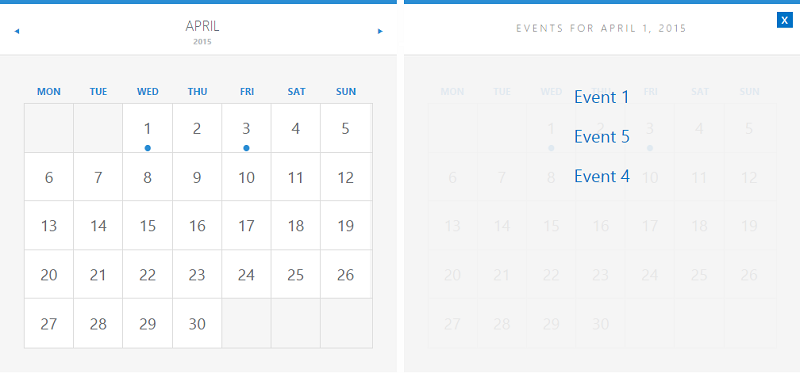 APRIL
2015
MON TUE WED THU FRI SAT SUN
1 2 3 4 5
6 7 8 9 10 11 12
13 14 15 16 17 18 19
20 21 22 23 24 25 26
27 28 29 30
EVENTS FOR APRIL 1, 2015
X
MON TUE WED THU FRI SAT SUN
Event 1
1 2 3 4 5
Event 5
6 7 8 9 10 11 12
Event 4
13 14 15 16 17 18 19
20 21 22 23 24 25 26
27 28 29 30